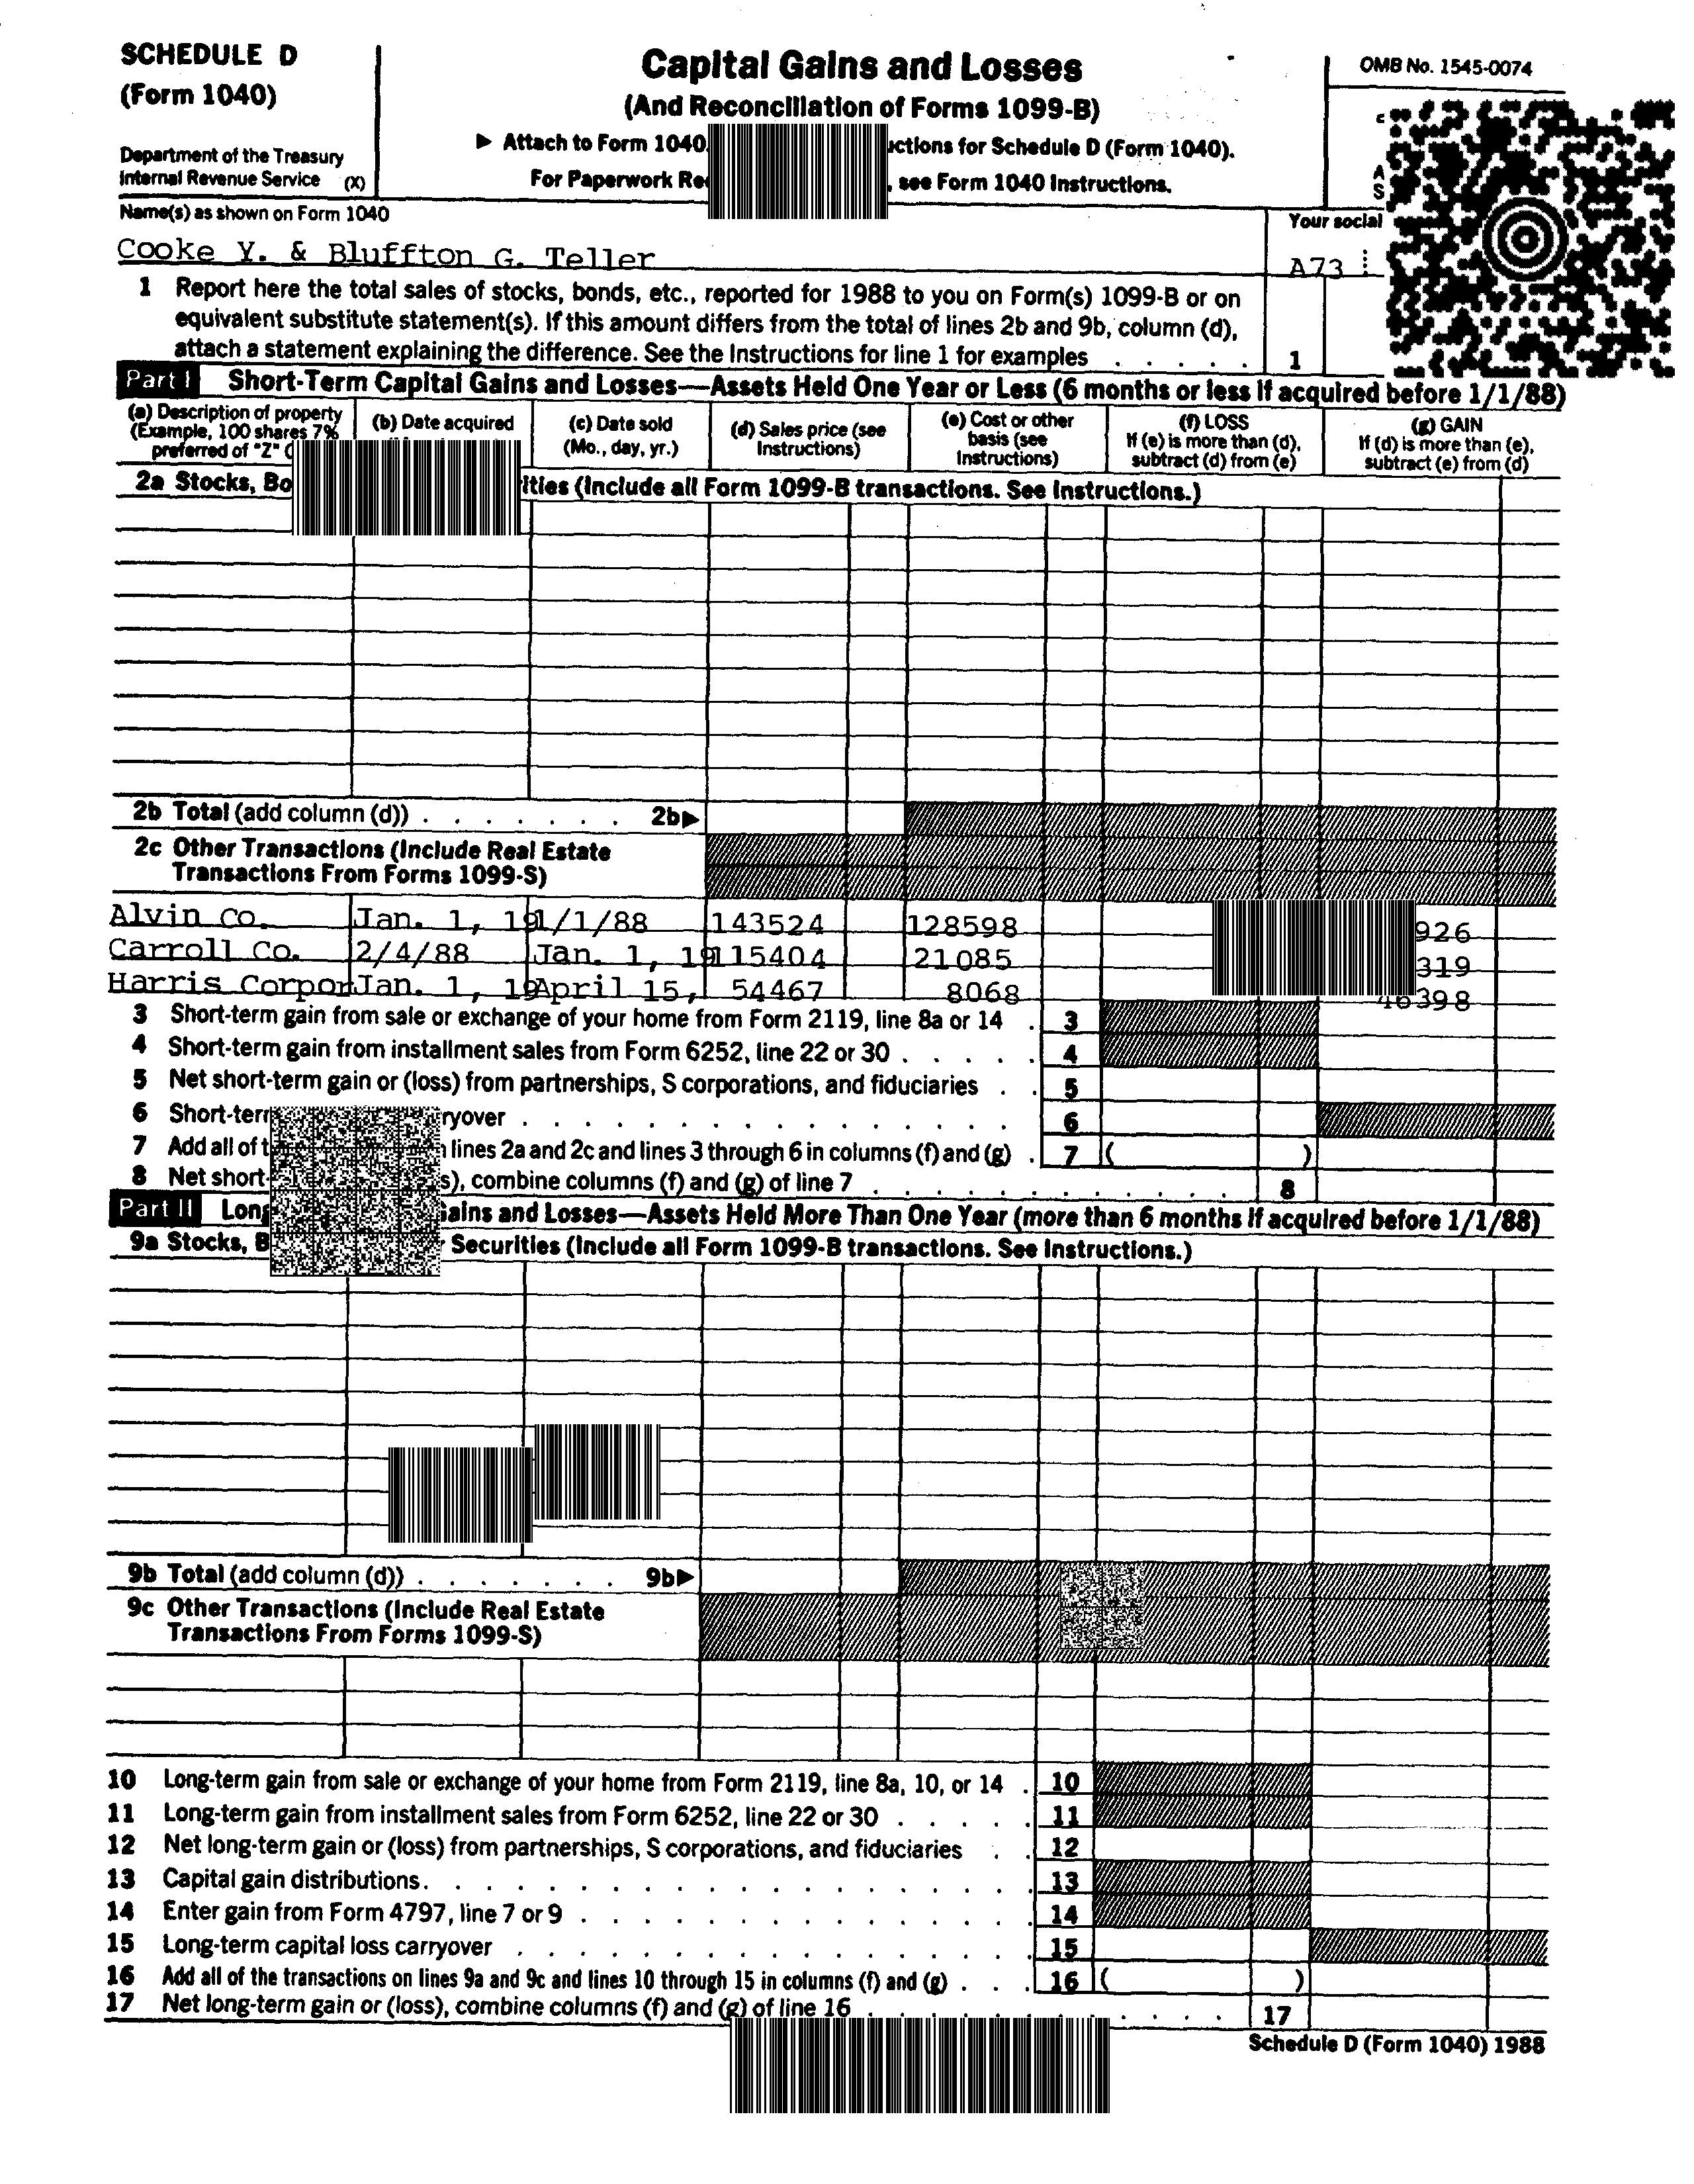 SCHEDULE D
(Form 1040)
Department of the Treasury
Internal Revenue Service (X)
Capital Gains and Losses
(And Reconciliation of Forms 1099-B)
▶ Attach to Form 1040. for Schedule D (Form 1040).
For Paperwork , see Form 1040 Instructions.
OMB No. 1545-0074
Name(s) as shown on Form 1040
Your social
Cooke Y. & Bluffton G. Teller
A73
1 Report here the total sales of stocks, bonds, etc., reported for 1988 to you on Form(s) 1099-B or on
equivalent substitute statement(s). If this amount differs from the total of lines 2b and 9b, column (d),
attach a statement explaining the difference. See the Instructions for line 1 for examples . . . . . 1
Part I Short-Term Capital Gains and Losses—Assets Held One Year or Less (6 months or less if acquired before 1/1/88)
(a) Description of property
(Example, 100 shares 7%
preferred of "Z"
(b) Date acquired
(c) Date sold
(Mo., day, yr.)
(d) Sales price (see
Instructions)
(e) Cost or other
basis (see
Instructions)
(f) LOSS
If (e) is more than (d),
subtract (d) from (e)
(g) GAIN
If (d) is more than (e),
subtract (e) from (d)
2a Stocks, (Include all Form 1099-B transactions. See Instructions.)
2b Total (add column (d)) . . . . . . . 2b▶
2c Other Transactions (Include Real Estate
Transactions From Forms 1099-S)
Alvin Co. Jan. 1, 19 1/1/88 143524 128598 926
Carroll Co. 2/4/88 Jan. 1, 19 115404 21085 319
Harris Corpor Jan. 1, 19 April 15, 54467 8068 46398
3 Short-term gain from sale or exchange of your home from Form 2119, line 8a or 14 . 3
4 Short-term gain from installment sales from Form 6252, line 22 or 30 . . . . . 4
5 Net short-term gain or (loss) from partnerships, S corporations, and fiduciaries . . 5
6 . . . . . . . . . . . . . . . . 6
7 Add all of lines 2a and 2c and lines 3 through 6 in columns (f) and (g) . 7 ( )
8 Net combine columns (f) and (g) of line 7 . . . . . . . . . . . . 8
Part II and Losses—Assets Held More Than One Year (more than 6 months if acquired before 1/1/88)
9a Stocks, Securities (Include all Form 1099-B transactions. See Instructions.)
9b Total (add column (d)) . . . . . . . 9b▶
9c Other Transactions (Include Real Estate
Transactions From Forms 1099-S)
10 Long-term gain from sale or exchange of your home from Form 2119, line 8a, 10, or 14 . 10
11 Long-term gain from installment sales from Form 6252, line 22 or 30 . . . . . 11
12 Net long-term gain or (loss) from partnerships, S corporations, and fiduciaries . . 12
13 Capital gain distributions. . . . . . . . . . . . . . . . . . . 13
14 Enter gain from Form 4797, line 7 or 9 . . . . . . . . . . . . . . 14
15 Long-term capital loss carryover . . . . . . . . . . . . . . . . 15
16 Add all of the transactions on lines 9a and 9c and lines 10 through 15 in columns (f) and (g) . . . 16 ( )
17 Net long-term gain or (loss), combine columns (f) and (g) of line 16 . . . . . . . . . . . . 17
Schedule D (Form 1040) 1988